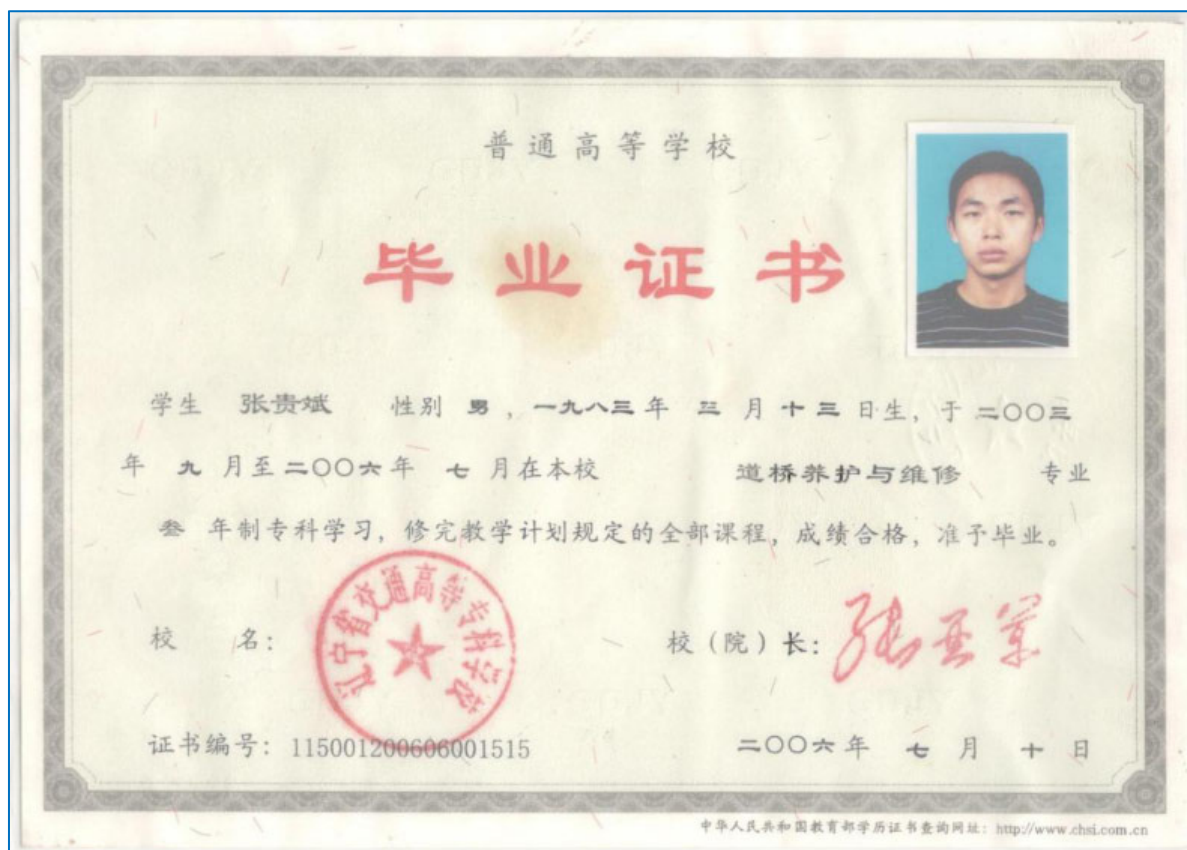 普通高等学校
毕业证书
学生 张贵斌 性别 男，一九八三年 三 月十三日生，于二〇〇三
年 九 月至二〇〇六年 七 月在本校 道桥养护与维修 专业
叁 年制专科学习，修完教学计划规定的全部课程，成绩合格，准予毕业。
校 名：
辽宁省交通高等专科学校
校（院）长：
证书编号：115001200606001515
二〇〇六年 七 月 十 日
中华人民共和国教育部学历证书查询网址：http://www.chsi.com.cn